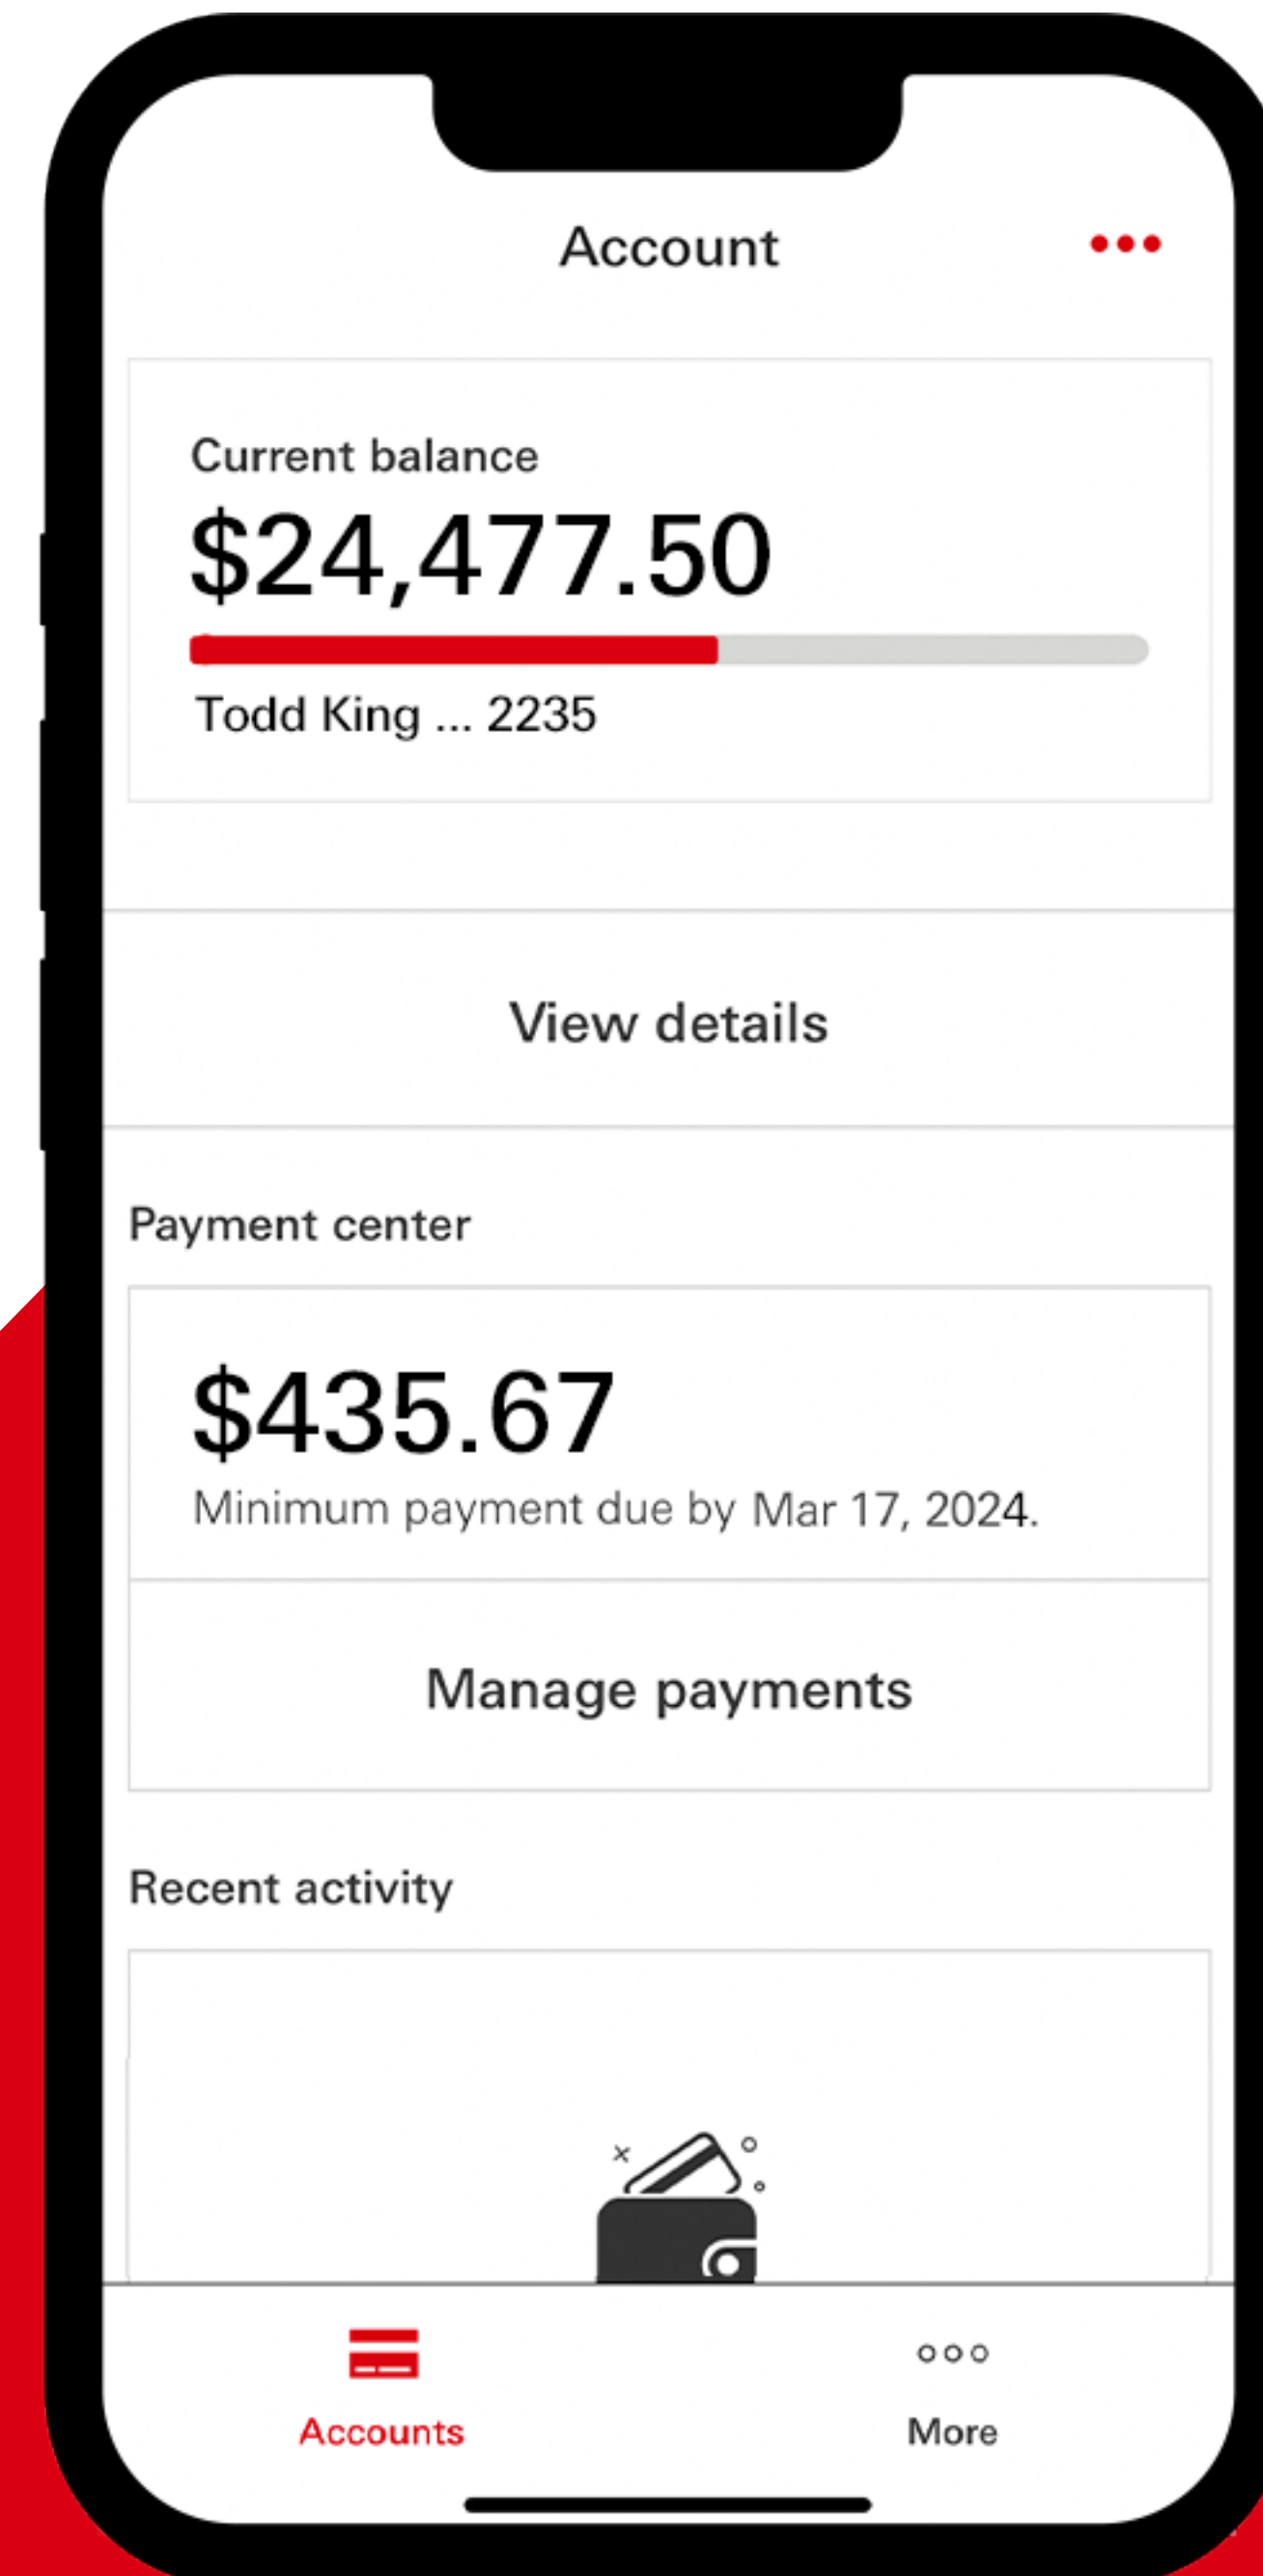 Account
Current balance
$24,477.50
Todd King ... 2235
View details
Payment center
$435.67
Minimum payment due by Mar 17, 2024.
Manage payments
Recent activity
Accounts
More